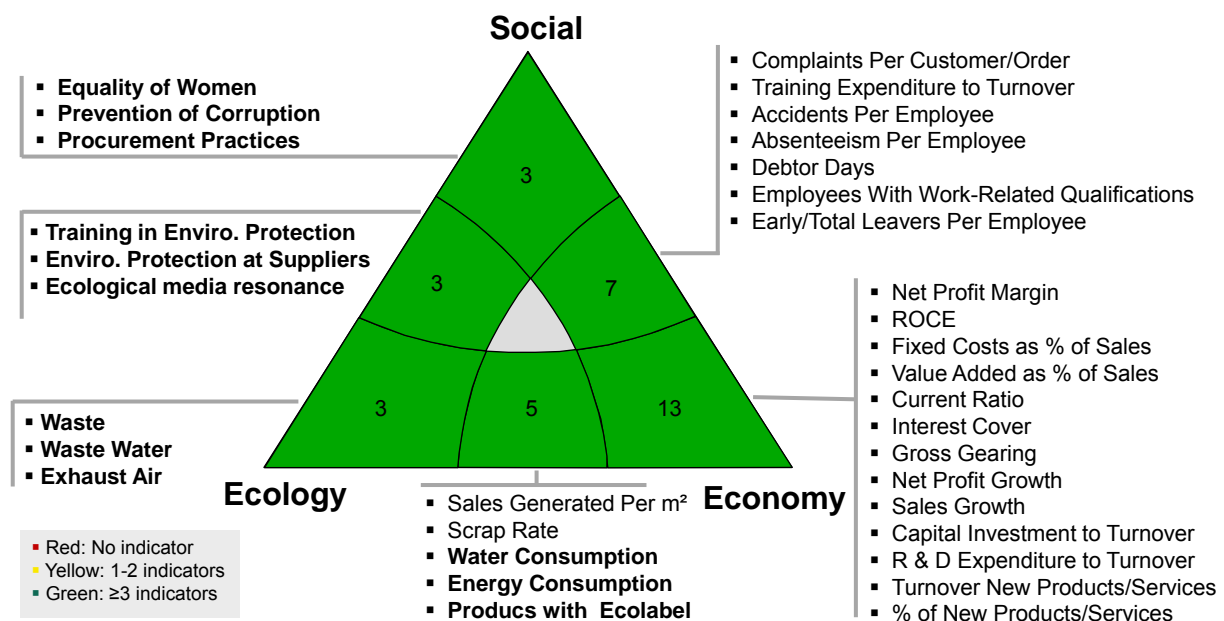 Social
▪ Equality of Women
▪ Prevention of Corruption
▪ Procurement Practices
▪ Complaints Per Customer/Order
▪ Training Expenditure to Turnover
▪ Accidents Per Employee
▪ Absenteeism Per Employee
▪ Debtor Days
▪ Employees With Work-Related Qualifications
▪ Early/Total Leavers Per Employee
3
▪ Training in Enviro. Protection
▪ Enviro. Protection at Suppliers
▪ Ecological media resonance
3
7
▪ Net Profit Margin
▪ ROCE
▪ Fixed Costs as % of Sales
▪ Value Added as % of Sales
▪ Current Ratio
▪ Interest Cover
▪ Gross Gearing
▪ Net Profit Growth
▪ Sales Growth
▪ Capital Investment to Turnover
▪ R & D Expenditure to Turnover
▪ Turnover New Products/Services
▪ % of New Products/Services
3
5
13
▪ Waste
▪ Waste Water
▪ Exhaust Air
Ecology
Economy
▪ Sales Generated Per m²
▪ Scrap Rate
▪ Water Consumption
▪ Energy Consumption
▪ Producs with Ecolabel
▪ Red: No indicator
▪ Yellow: 1-2 indicators
▪ Green: ≥3 indicators